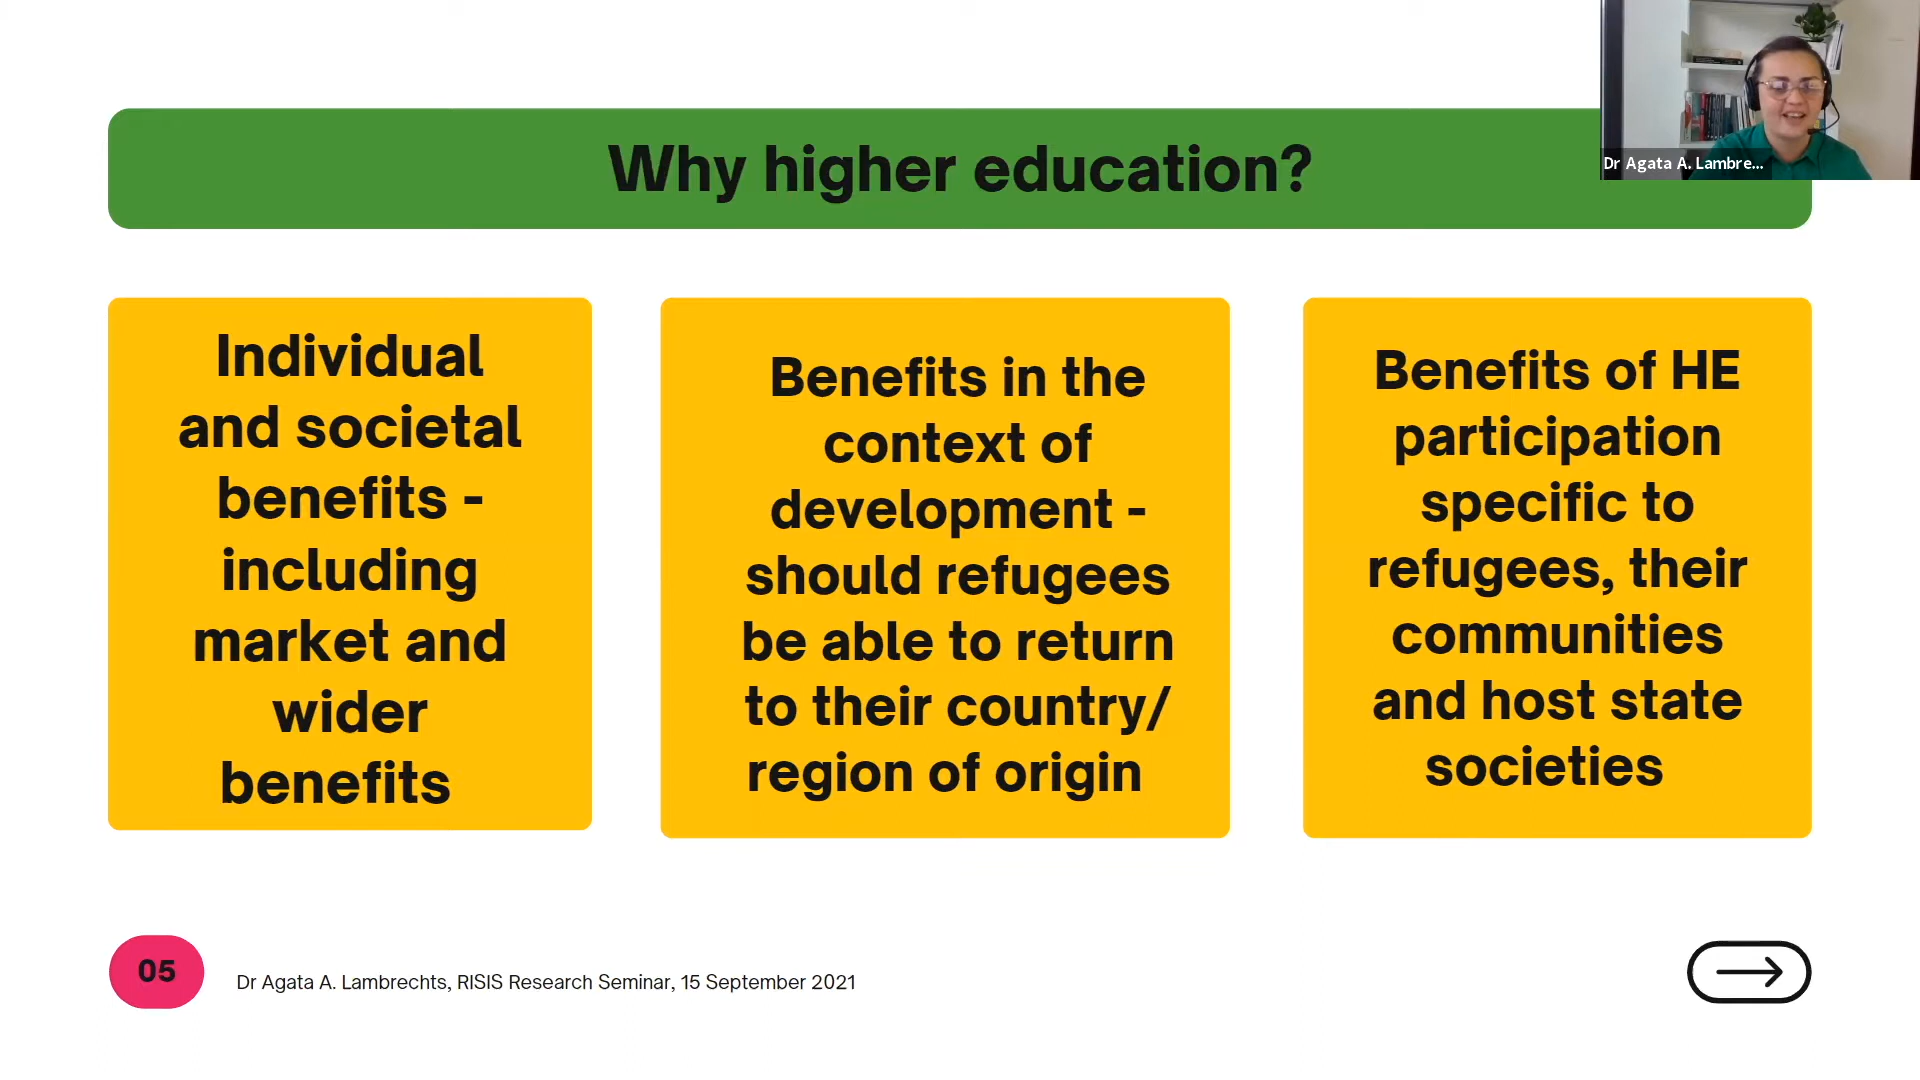 Why higher education?
Dr Agata A. Lambre...
Individual
and societal
benefits -
including
market and
wider
benefits
Benefits in the
context of
development -
should refugees
be able to return
to their country/
region of origin
Benefits of HE
participation
specific to
refugees, their
communities
and host state
societies
05
Dr Agata A. Lambrechts, RISIS Research Seminar, 15 September 2021